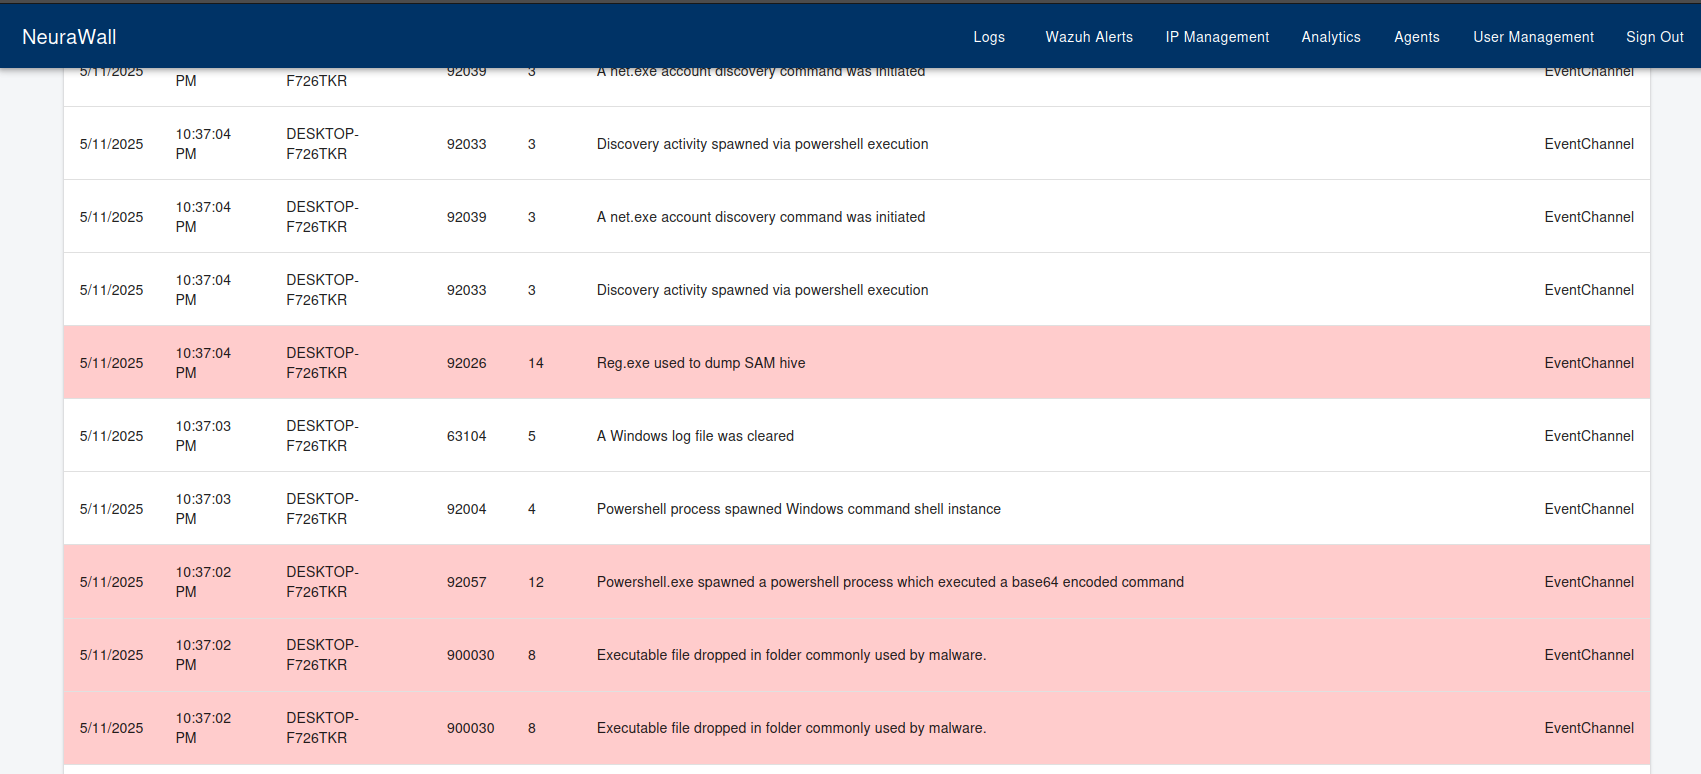 NeuraWall Logs Wazuh Alerts IP Management Analytics Agents User Management Sign Out
5/11/2025 PM F726TKR 92039 3 A net.exe account discovery command was initiated EventChannel
5/11/2025 10:37:04 PM DESKTOP-F726TKR 92033 3 Discovery activity spawned via powershell execution EventChannel
5/11/2025 10:37:04 PM DESKTOP-F726TKR 92039 3 A net.exe account discovery command was initiated EventChannel
5/11/2025 10:37:04 PM DESKTOP-F726TKR 92033 3 Discovery activity spawned via powershell execution EventChannel
5/11/2025 10:37:04 PM DESKTOP-F726TKR 92026 14 Reg.exe used to dump SAM hive EventChannel
5/11/2025 10:37:03 PM DESKTOP-F726TKR 63104 5 A Windows log file was cleared EventChannel
5/11/2025 10:37:03 PM DESKTOP-F726TKR 92004 4 Powershell process spawned Windows command shell instance EventChannel
5/11/2025 10:37:02 PM DESKTOP-F726TKR 92057 12 Powershell.exe spawned a powershell process which executed a base64 encoded command EventChannel
5/11/2025 10:37:02 PM DESKTOP-F726TKR 900030 8 Executable file dropped in folder commonly used by malware. EventChannel
5/11/2025 10:37:02 PM DESKTOP-F726TKR 900030 8 Executable file dropped in folder commonly used by malware. EventChannel